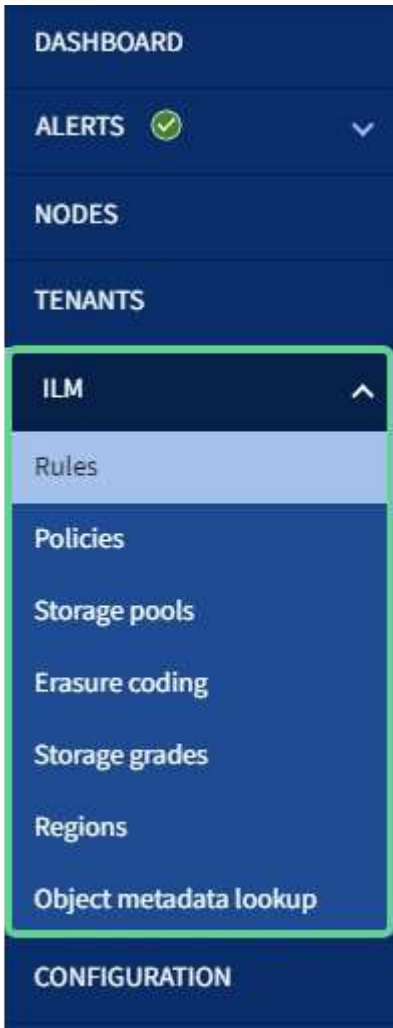 DASHBOARD
ALERTS
NODES
TENANTS
ILM
Rules
Policies
Storage pools
Erasure coding
Storage grades
Regions
Object metadata lookup
CONFIGURATION